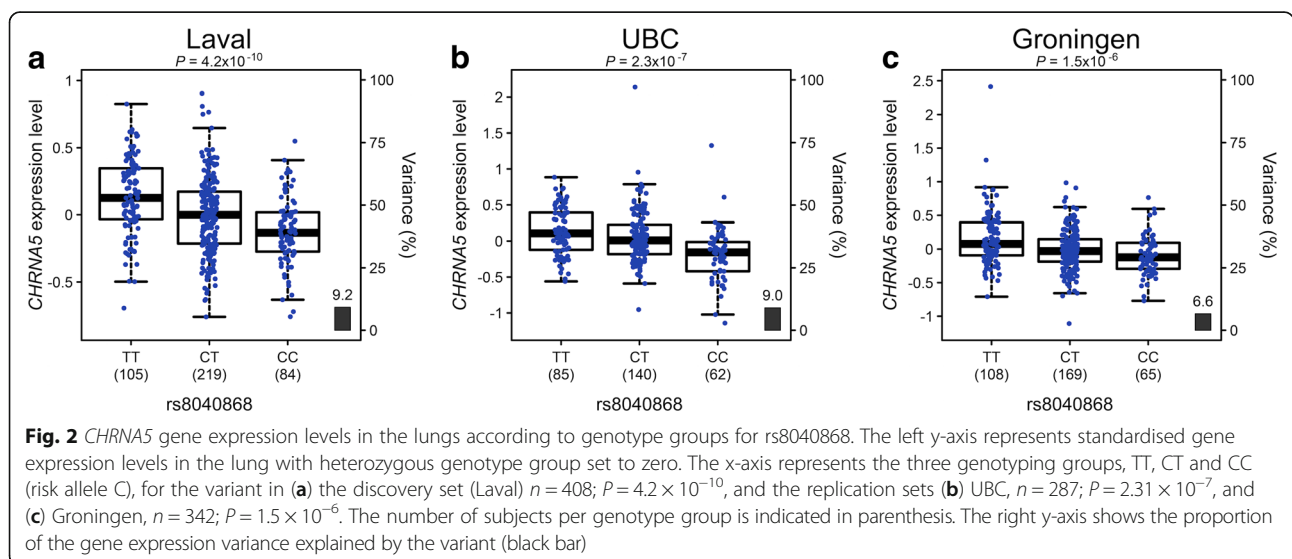 a
Laval
P = 4.2x10⁻¹⁰
CHRNA5 expression level
1
0.5
0
-0.5
100
75
50
25
0
Variance (%)
9.2
TT CT CC
(105) (219) (84)
rs8040868
b
UBC
P = 2.3x10⁻⁷
CHRNA5 expression level
2
1.5
1
0.5
0
-0.5
-1
100
75
50
25
0
Variance (%)
9.0
TT CT CC
(85) (140) (62)
rs8040868
c
Groningen
P = 1.5x10⁻⁶
CHRNA5 expression level
2.5
2
1.5
1
0.5
0
-0.5
-1
100
75
50
25
0
Variance (%)
6.6
TT CT CC
(108) (169) (65)
rs8040868
Fig. 2 CHRNA5 gene expression levels in the lungs according to genotype groups for rs8040868. The left y-axis represents standardised gene
expression levels in the lung with heterozygous genotype group set to zero. The x-axis represents the three genotyping groups, TT, CT and CC
(risk allele C), for the variant in (a) the discovery set (Laval) n = 408; P = 4.2 × 10⁻¹⁰, and the replication sets (b) UBC, n = 287; P = 2.31 × 10⁻⁷, and
(c) Groningen, n = 342; P = 1.5 × 10⁻⁶. The number of subjects per genotype group is indicated in parenthesis. The right y-axis shows the proportion
of the gene expression variance explained by the variant (black bar)